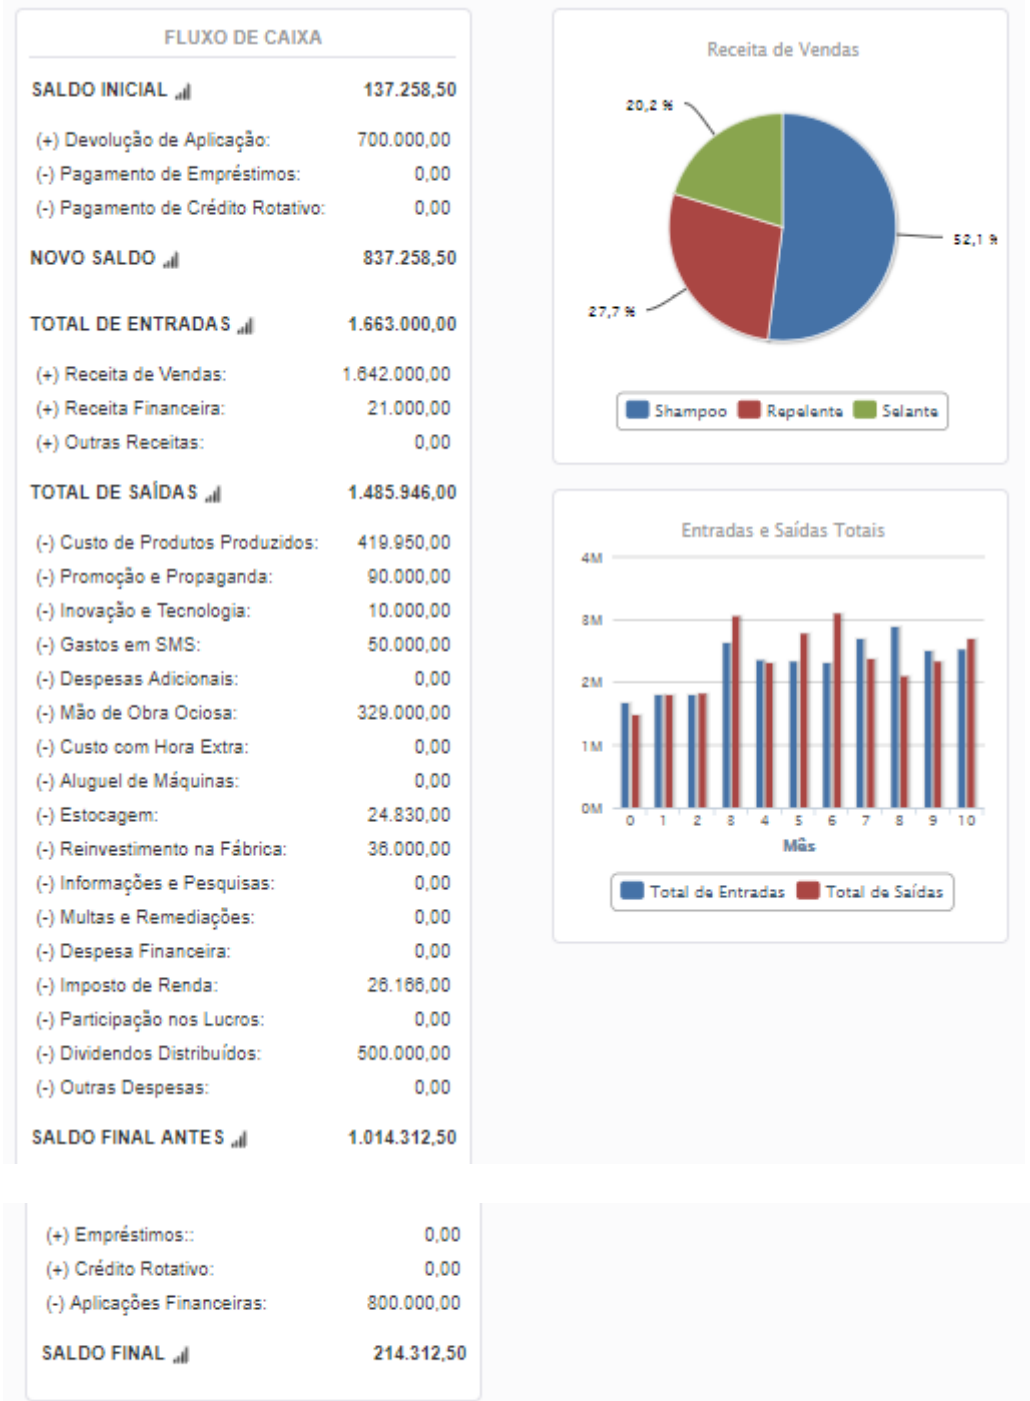 FLUXO DE CAIXA
SALDO INICIAL 137.258,50
(+) Devolução de Aplicação: 700.000,00
(-) Pagamento de Empréstimos: 0,00
(-) Pagamento de Crédito Rotativo: 0,00
NOVO SALDO 837.258,50
TOTAL DE ENTRADAS 1.663.000,00
(+) Receita de Vendas: 1.642.000,00
(+) Receita Financeira: 21.000,00
(+) Outras Receitas: 0,00
TOTAL DE SAÍDAS 1.485.946,00
(-) Custo de Produtos Produzidos: 419.950,00
(-) Promoção e Propaganda: 90.000,00
(-) Inovação e Tecnologia: 10.000,00
(-) Gastos em SMS: 50.000,00
(-) Despesas Adicionais: 0,00
(-) Mão de Obra Ociosa: 329.000,00
(-) Custo com Hora Extra: 0,00
(-) Aluguel de Máquinas: 0,00
(-) Estocagem: 24.830,00
(-) Reinvestimento na Fábrica: 36.000,00
(-) Informações e Pesquisas: 0,00
(-) Multas e Remediações: 0,00
(-) Despesa Financeira: 0,00
(-) Imposto de Renda: 26.166,00
(-) Participação nos Lucros: 0,00
(-) Dividendos Distribuídos: 500.000,00
(-) Outras Despesas: 0,00
SALDO FINAL ANTES 1.014.312,50
(+) Empréstimos:: 0,00
(+) Crédito Rotativo: 0,00
(-) Aplicações Financeiras: 800.000,00
SALDO FINAL 214.312,50
Receita de Vendas
20,2 %
52,1 %
27,7 %
Shampoo Repelente Selante
Entradas e Saídas Totais
4M
3M
2M
1M
0M
0 1 2 3 4 5 6 7 8 9 10
Mês
Total de Entradas Total de Saídas